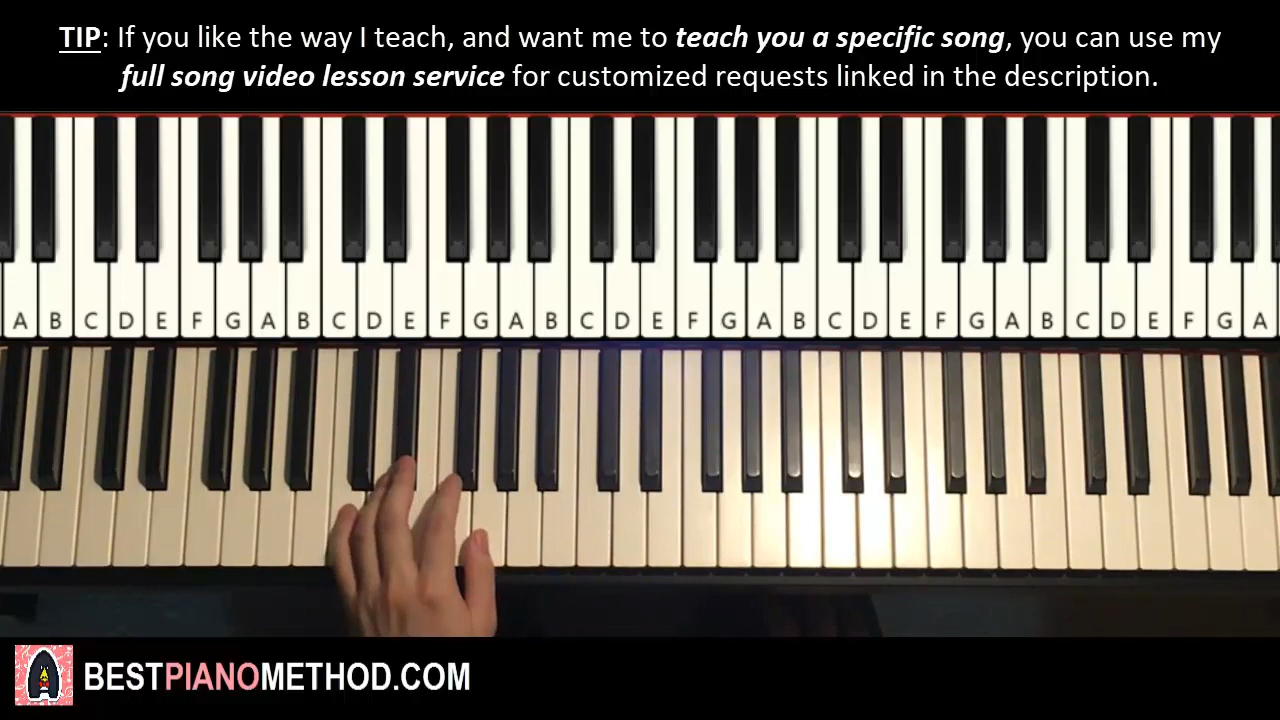 TIP: If you like the way I teach, and want me to teach you a specific song, you can use my
full song video lesson service for customized requests linked in the description.
A B C D E F G A B C D E F G A B C D E F G A B C D E F G A B C D E F G A
BESTPIANOMETHOD.COM